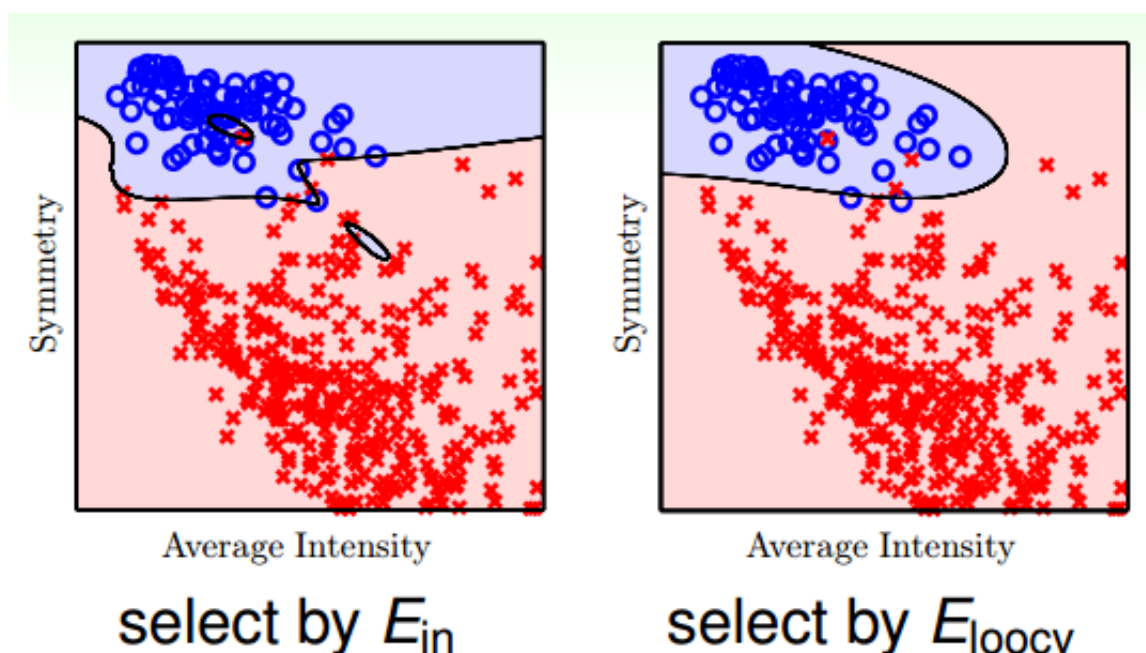 Symmetry
Average Intensity
select by Ein
Symmetry
Average Intensity
select by Eloocv